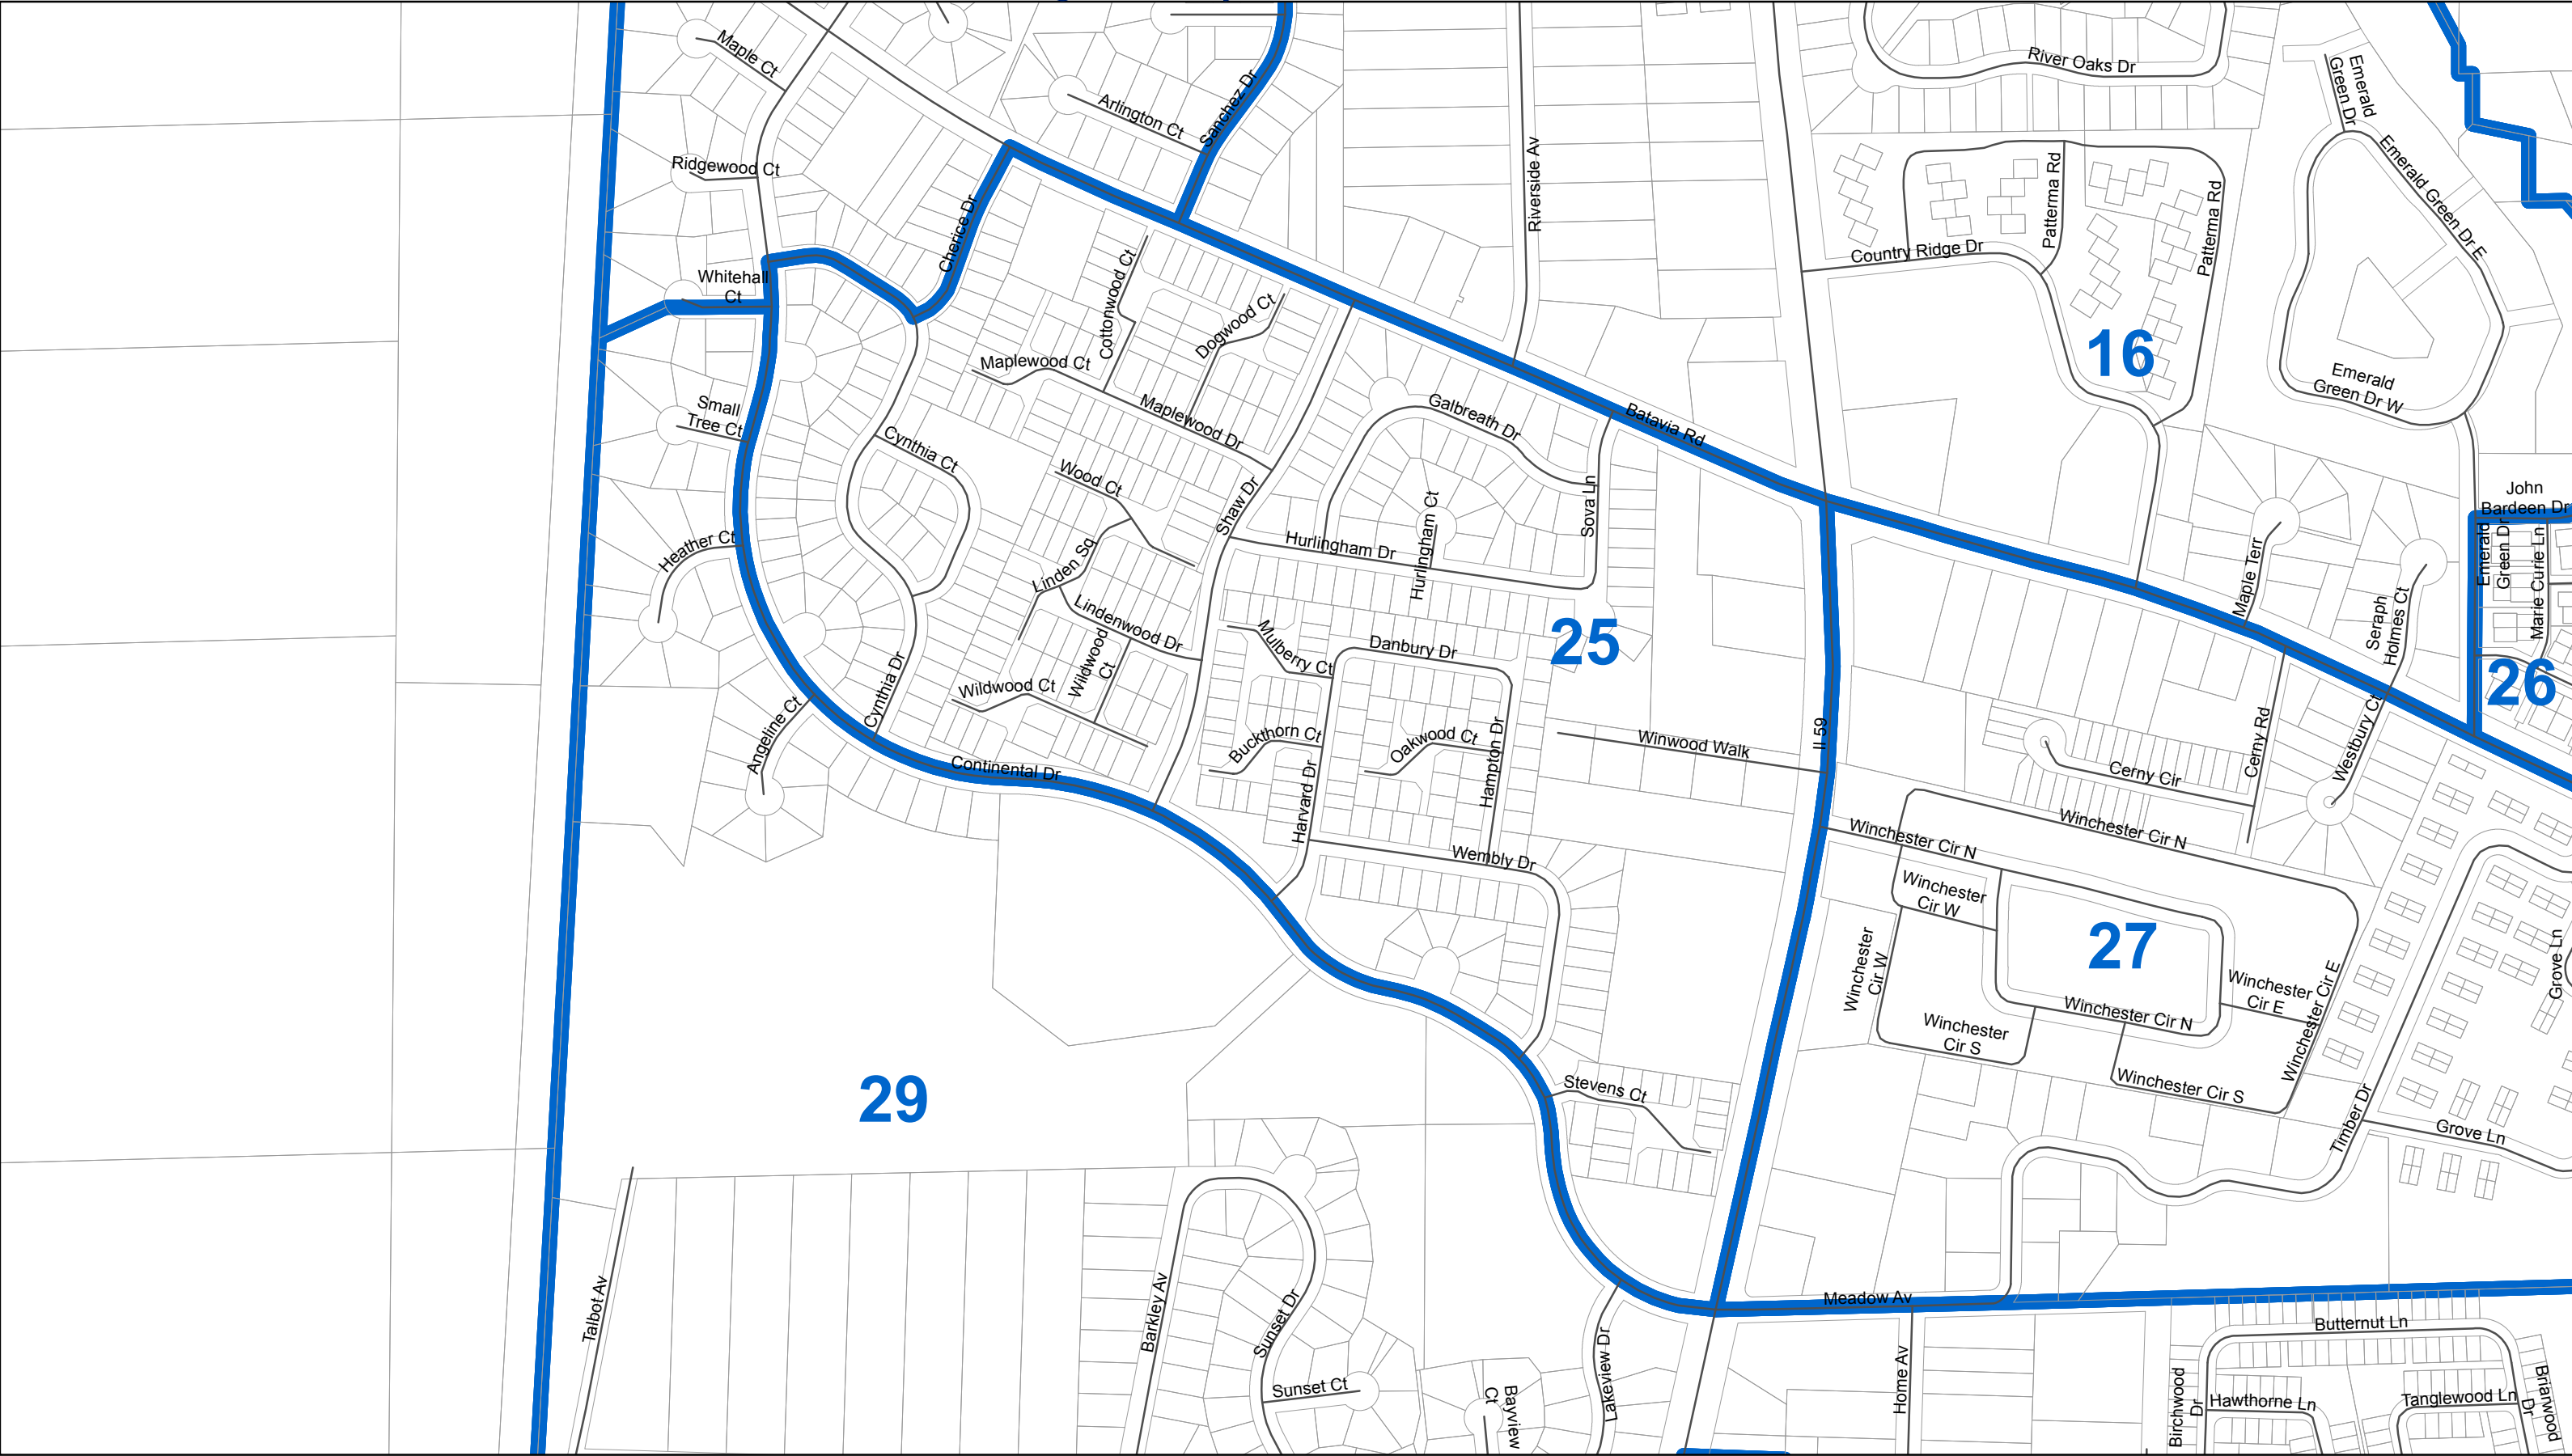 Maple Ct
Arlington Ct
Sanchez Dr
River Oaks Dr
Emerald
Green Dr
Ridgewood Ct
Riverside Av
Patterma Rd
Patterma Rd
Emerald Green Dr E
Cherice Dr
Country Ridge Dr
Whitehall
Ct
Cottonwood Ct
Dogwood Ct
16
Maplewood Ct
Emerald
Green Dr W
Small
Tree Ct
Maplewood Dr
Galbreath Dr
Batavia Rd
Cynthia Ct
Wood Ct
Shaw Dr
Sova Ln
John
Bardeen Dr
Heather Ct
Hurlingham Dr
Hurlingham Ct
Linden Sq
Maple Terr
Emerald
Green Dr
Marie Curie Ln
Lindenwood Dr
Mulberry Ct
Danbury Dr
25
Seraph
Holmes Ct
Wildwood
Ct
Wildwood Ct
26
Cynthia Dr
Angeline Ct
Buckthorn Ct
Oakwood Ct
Hampton Dr
Winwood Walk
Il 59
Cerny Rd
Westbury Ct
Continental Dr
Cerny Cir
Harvard Dr
Winchester Cir N
Winchester Cir N
Wembly Dr
Winchester
Cir W
27
Winchester
Cir W
Grove Ln
Winchester
Cir E
Winchester Cir E
Winchester Cir N
Winchester
Cir S
29
Stevens Ct
Winchester Cir S
Timber Dr
Grove Ln
Talbot Av
Barkley Av
Sunset Dr
Meadow Av
Lakeview Dr
Butternut Ln
Home Av
Sunset Ct
Bayview
Ct
Birchwood
Dr
Hawthorne Ln
Tanglewood Ln
Briarwood
Dr